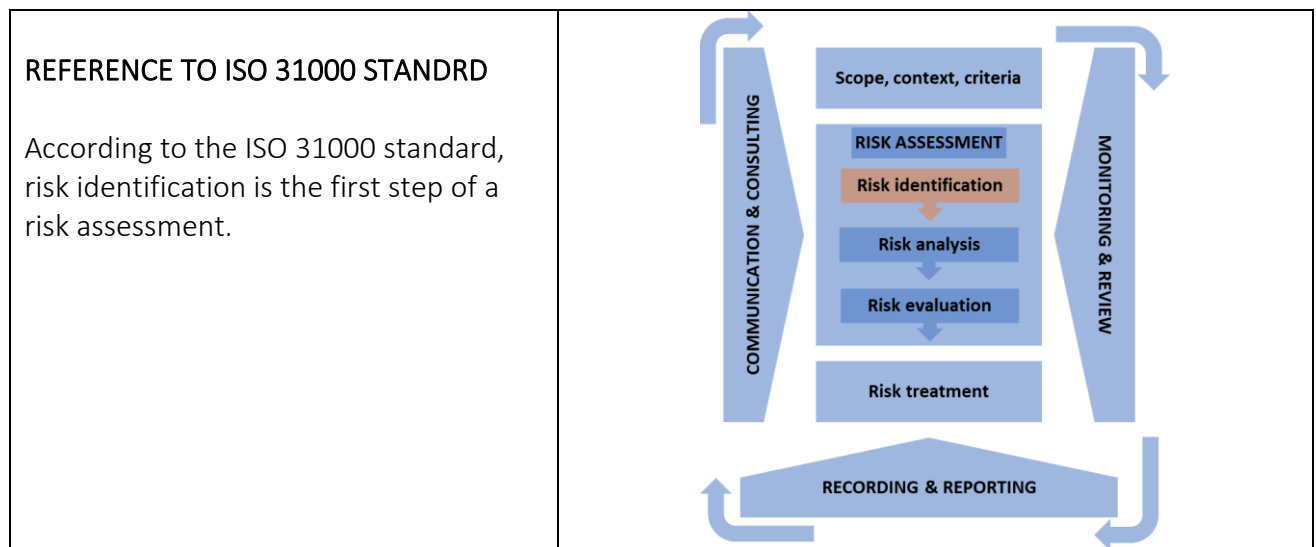 REFERENCE TO ISO 31000 STANDRD
According to the ISO 31000 standard,
risk identification is the first step of a
risk assessment.
Scope, context, criteria
RISK ASSESSMENT
Risk identification
Risk analysis
Risk evaluation
Risk treatment
COMMUNICATION & CONSULTING
MONITORING & REVIEW
RECORDING & REPORTING